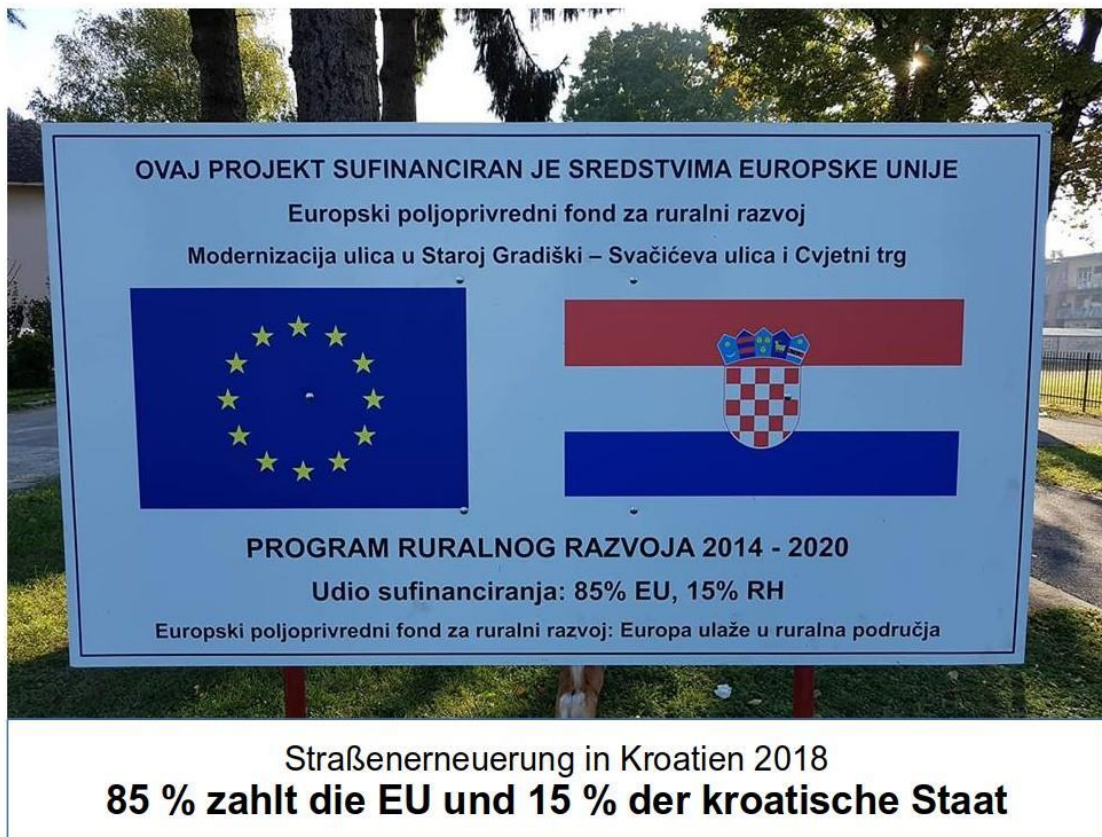 OVAJ PROJEKT SUFINANCIRAN JE SREDSTVIMA EUROPSKE UNIJE
Europski poljoprivredni fond za ruralni razvoj
Modernizacija ulica u Staroj Gradiški – Svačićeva ulica i Cvjetni trg
PROGRAM RURALNOG RAZVOJA 2014 - 2020
Udio sufinanciranja: 85% EU, 15% RH
Europski poljoprivredni fond za ruralni razvoj: Europa ulaže u ruralna područja
Straßenerneuerung in Kroatien 2018
85 % zahlt die EU und 15 % der kroatische Staat